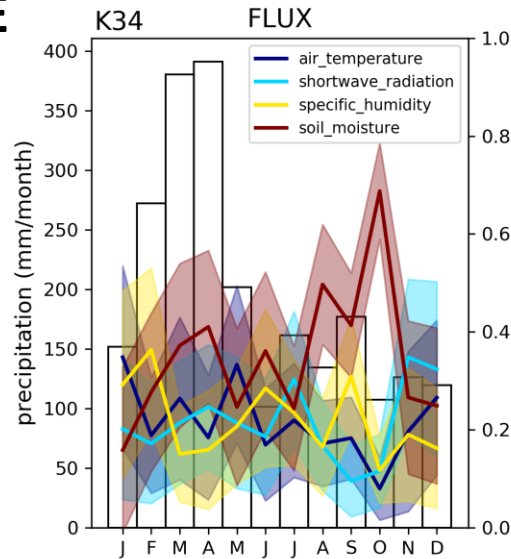 E
K34 FLUX
air_temperature
shortwave_radiation
specific_humidity
soil_moisture
precipitation (mm/month)
400
350
300
250
200
150
100
50
0
1.0
0.8
0.6
0.4
0.2
0.0
J F M A M J J A S O N D